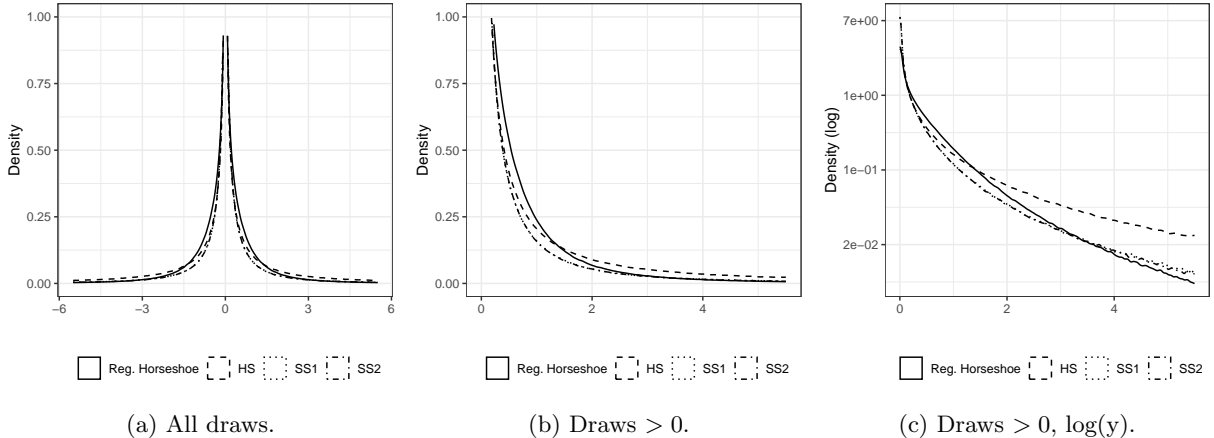 Density
1.00
0.75
0.50
0.25
0.00
−6
−3
0
3
6
Reg. Horseshoe HS SS1 SS2
(a) All draws.
Density
1.00
0.75
0.50
0.25
0.00
0
2
4
Reg. Horseshoe HS SS1 SS2
(b) Draws > 0.
Density (log)
7e+00
1e+00
1e−01
2e−02
0
2
4
Reg. Horseshoe HS SS1 SS2
(c) Draws > 0, log(y).